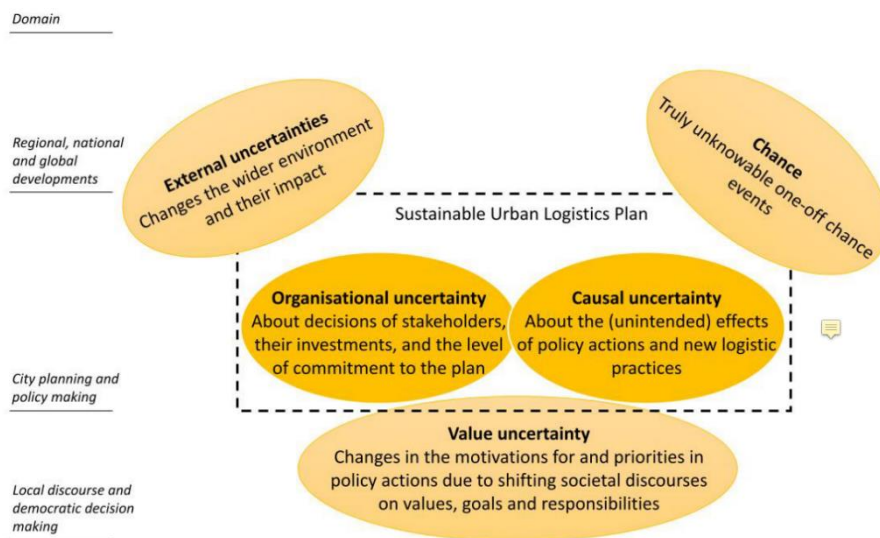 Domain
Regional, national
and global
developments
External uncertainties
Changes the wider environment
and their impact
Chance
Truly unknowable one-off chance
events
Sustainable Urban Logistics Plan
Organisational uncertainty
About decisions of stakeholders,
their investments, and the level
of commitment to the plan
Causal uncertainty
About the (unintended) effects
of policy actions and new logistic
practices
City planning and
policy making
Value uncertainty
Changes in the motivations for and priorities in
policy actions due to shifting societal discourses
on values, goals and responsibilities
Local discourse and
democratic decision
making